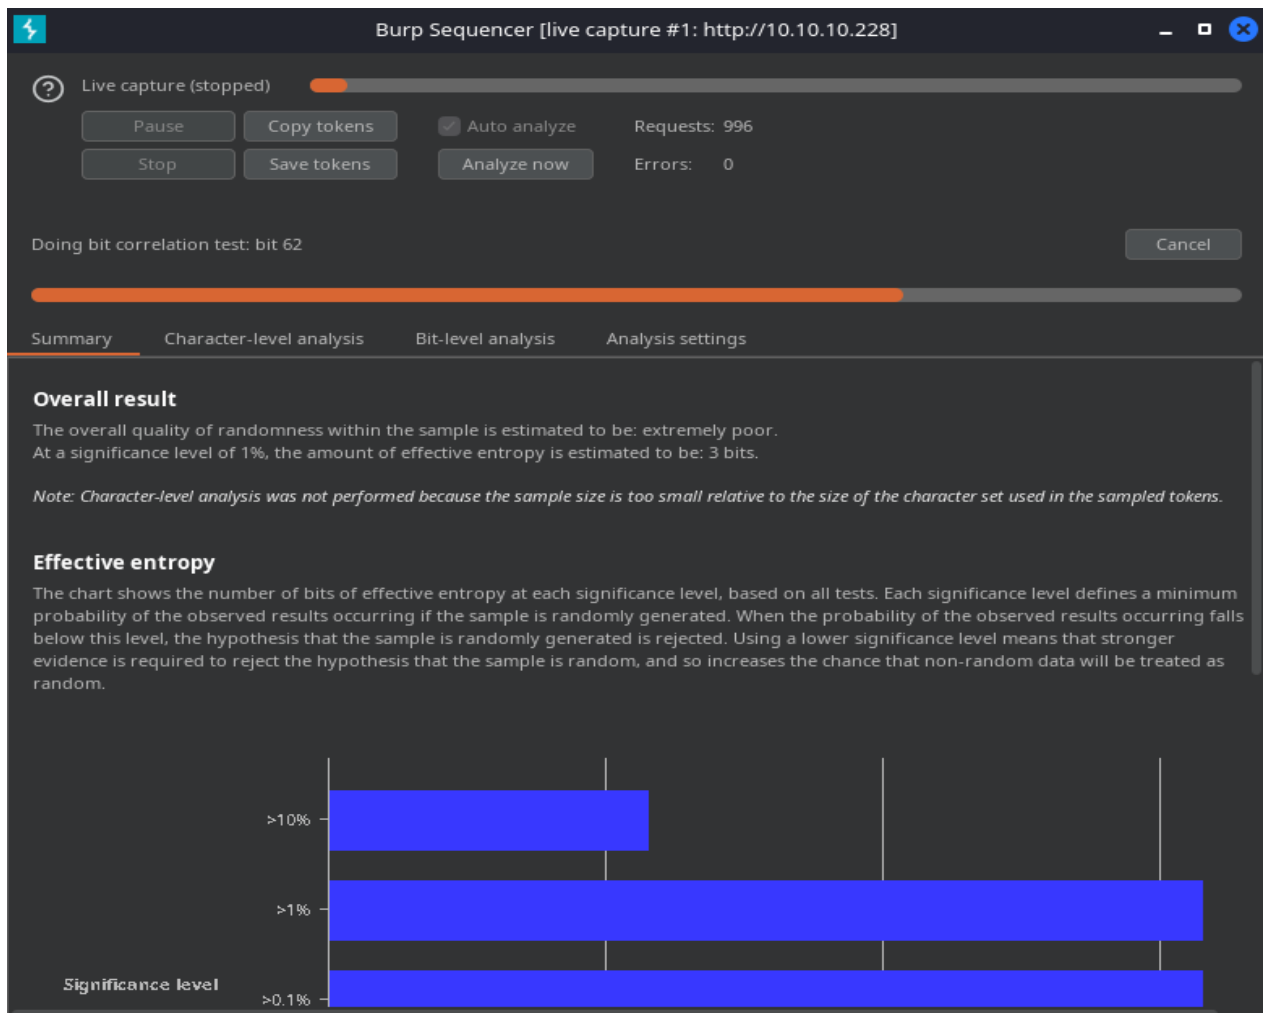 Burp Sequencer [live capture #1: http://10.10.10.228]
Live capture (stopped)
Pause Copy tokens Auto analyze Requests: 996
Stop Save tokens Analyze now Errors: 0
Doing bit correlation test: bit 62 Cancel
Summary Character-level analysis Bit-level analysis Analysis settings
Overall result
The overall quality of randomness within the sample is estimated to be: extremely poor.
At a significance level of 1%, the amount of effective entropy is estimated to be: 3 bits.
Note: Character-level analysis was not performed because the sample size is too small relative to the size of the character set used in the sampled tokens.
Effective entropy
The chart shows the number of bits of effective entropy at each significance level, based on all tests. Each significance level defines a minimum
probability of the observed results occurring if the sample is randomly generated. When the probability of the observed results occurring falls
below this level, the hypothesis that the sample is randomly generated is rejected. Using a lower significance level means that stronger
evidence is required to reject the hypothesis that the sample is random, and so increases the chance that non-random data will be treated as
random.
>10%
>1%
Significance level
>0.1%